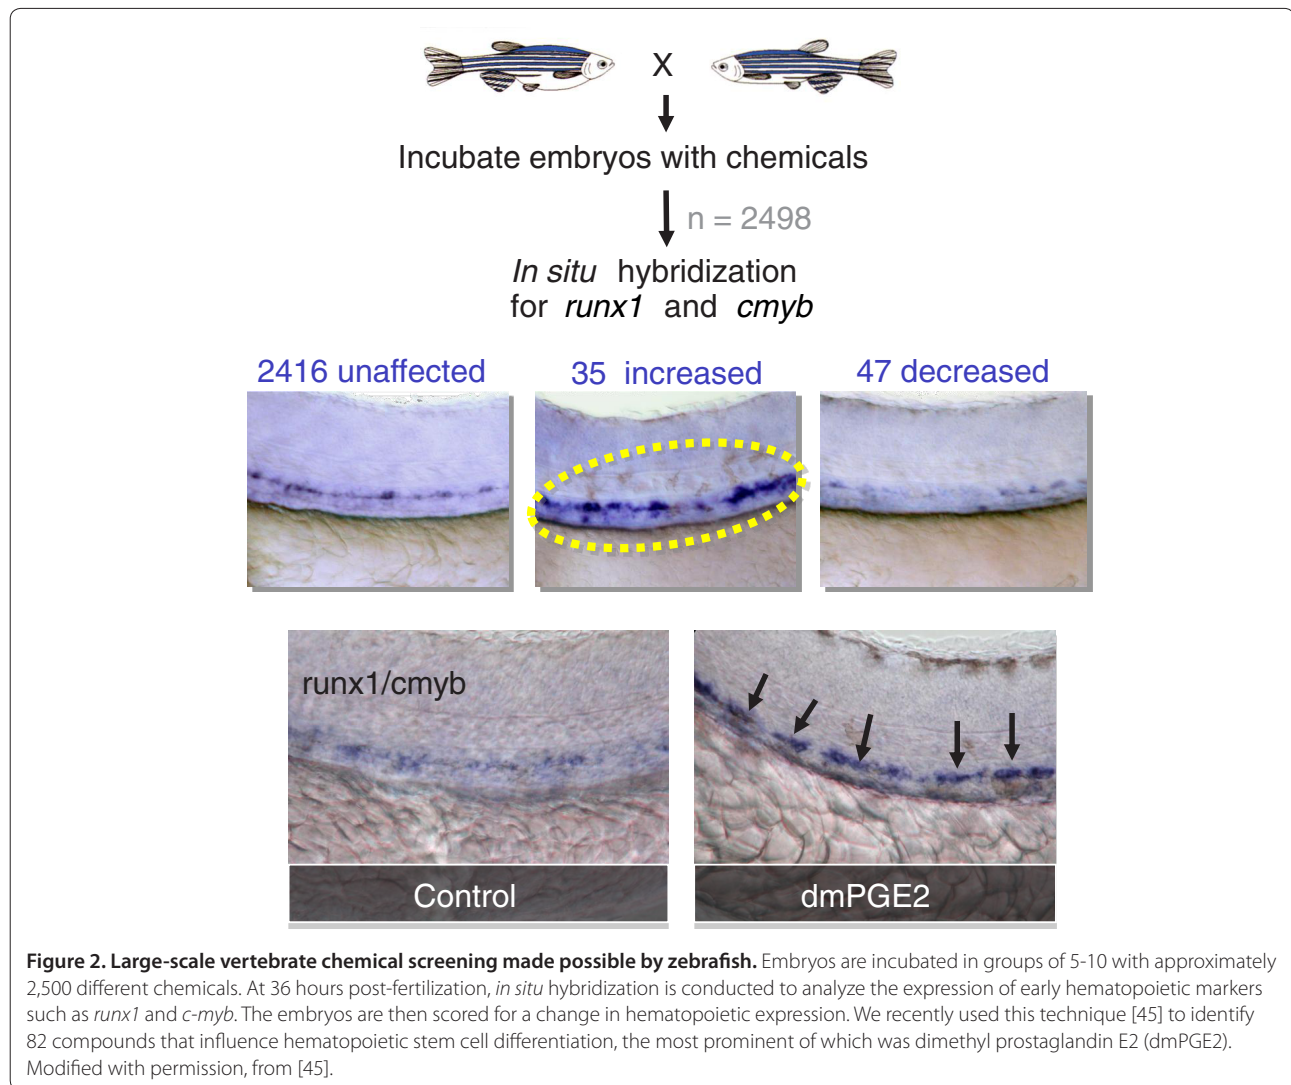 X
Incubate embryos with chemicals
n = 2498
In situ hybridization
for runx1 and cmyb
2416 unaffected
35 increased
47 decreased
runx1/cmyb
Control
dmPGE2
Figure 2. Large-scale vertebrate chemical screening made possible by zebrafish. Embryos are incubated in groups of 5-10 with approximately
2,500 different chemicals. At 36 hours post-fertilization, in situ hybridization is conducted to analyze the expression of early hematopoietic markers
such as runx1 and c-myb. The embryos are then scored for a change in hematopoietic expression. We recently used this technique [45] to identify
82 compounds that influence hematopoietic stem cell differentiation, the most prominent of which was dimethyl prostaglandin E2 (dmPGE2).
Modified with permission, from [45].